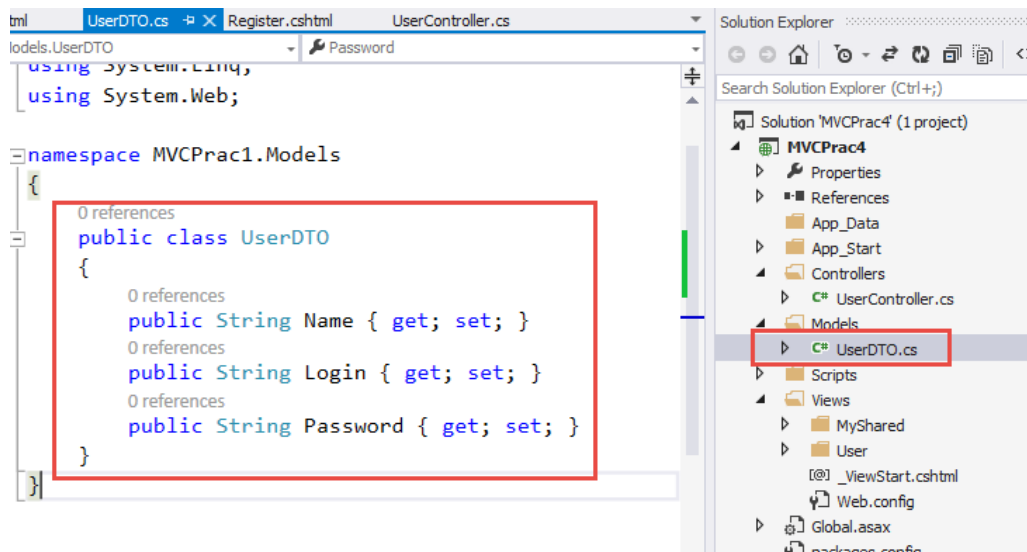 tml UserDTO.cs Register.cshtml UserController.cs
lodels.UserDTO Password
using System.Linq;
using System.Web;
namespace MVCPrac1.Models
{
0 references
public class UserDTO
{
0 references
public String Name { get; set; }
0 references
public String Login { get; set; }
0 references
public String Password { get; set; }
}
}
Solution Explorer
Search Solution Explorer (Ctrl+;)
Solution 'MVCPrac4' (1 project)
MVCPrac4
Properties
References
App_Data
App_Start
Controllers
C# UserController.cs
Models
C# UserDTO.cs
Scripts
Views
MyShared
User
[@] _ViewStart.cshtml
Web.config
Global.asax
packages.config